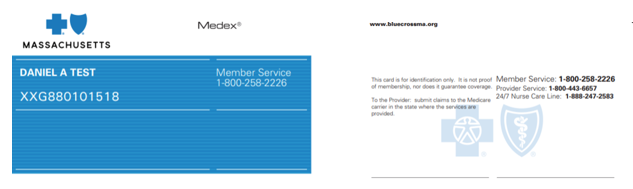 MASSACHUSETTS
Medex®
DANIEL A TEST
XXG880101518
Member Service
1-800-258-2226
www.bluecrossma.org
This card is for identification only. It is not proof
of membership, nor does it guarantee coverage.
To the Provider: submit claims to the Medicare
carrier in the state where the services are
provided.
Member Service: 1-800-258-2226
Provider Service: 1-800-443-6657
24/7 Nurse Care Line: 1-888-247-2583